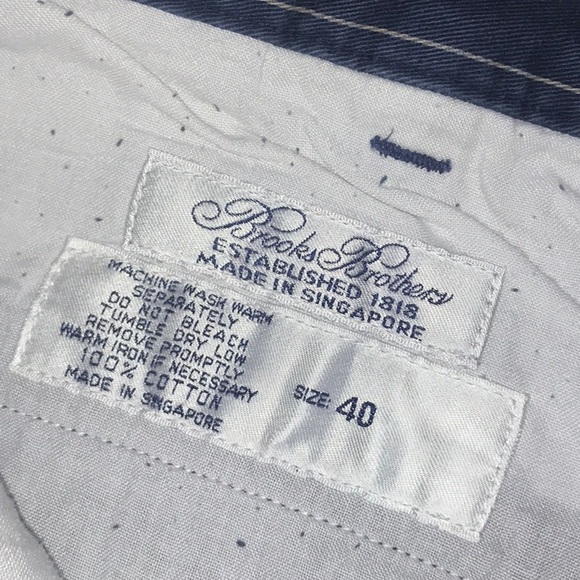 Brooks Brothers
ESTABLISHED 1818
MADE IN SINGAPORE
MACHINE WASK WARM
SEPARATELY
DO NOT BLEACH
TUMBLE DRY LOW
REMOVE PROMPTLY
WARM IRON IF NECESSARY
100% COTTON
MADE IN SINGAPORE
SIZE: 40